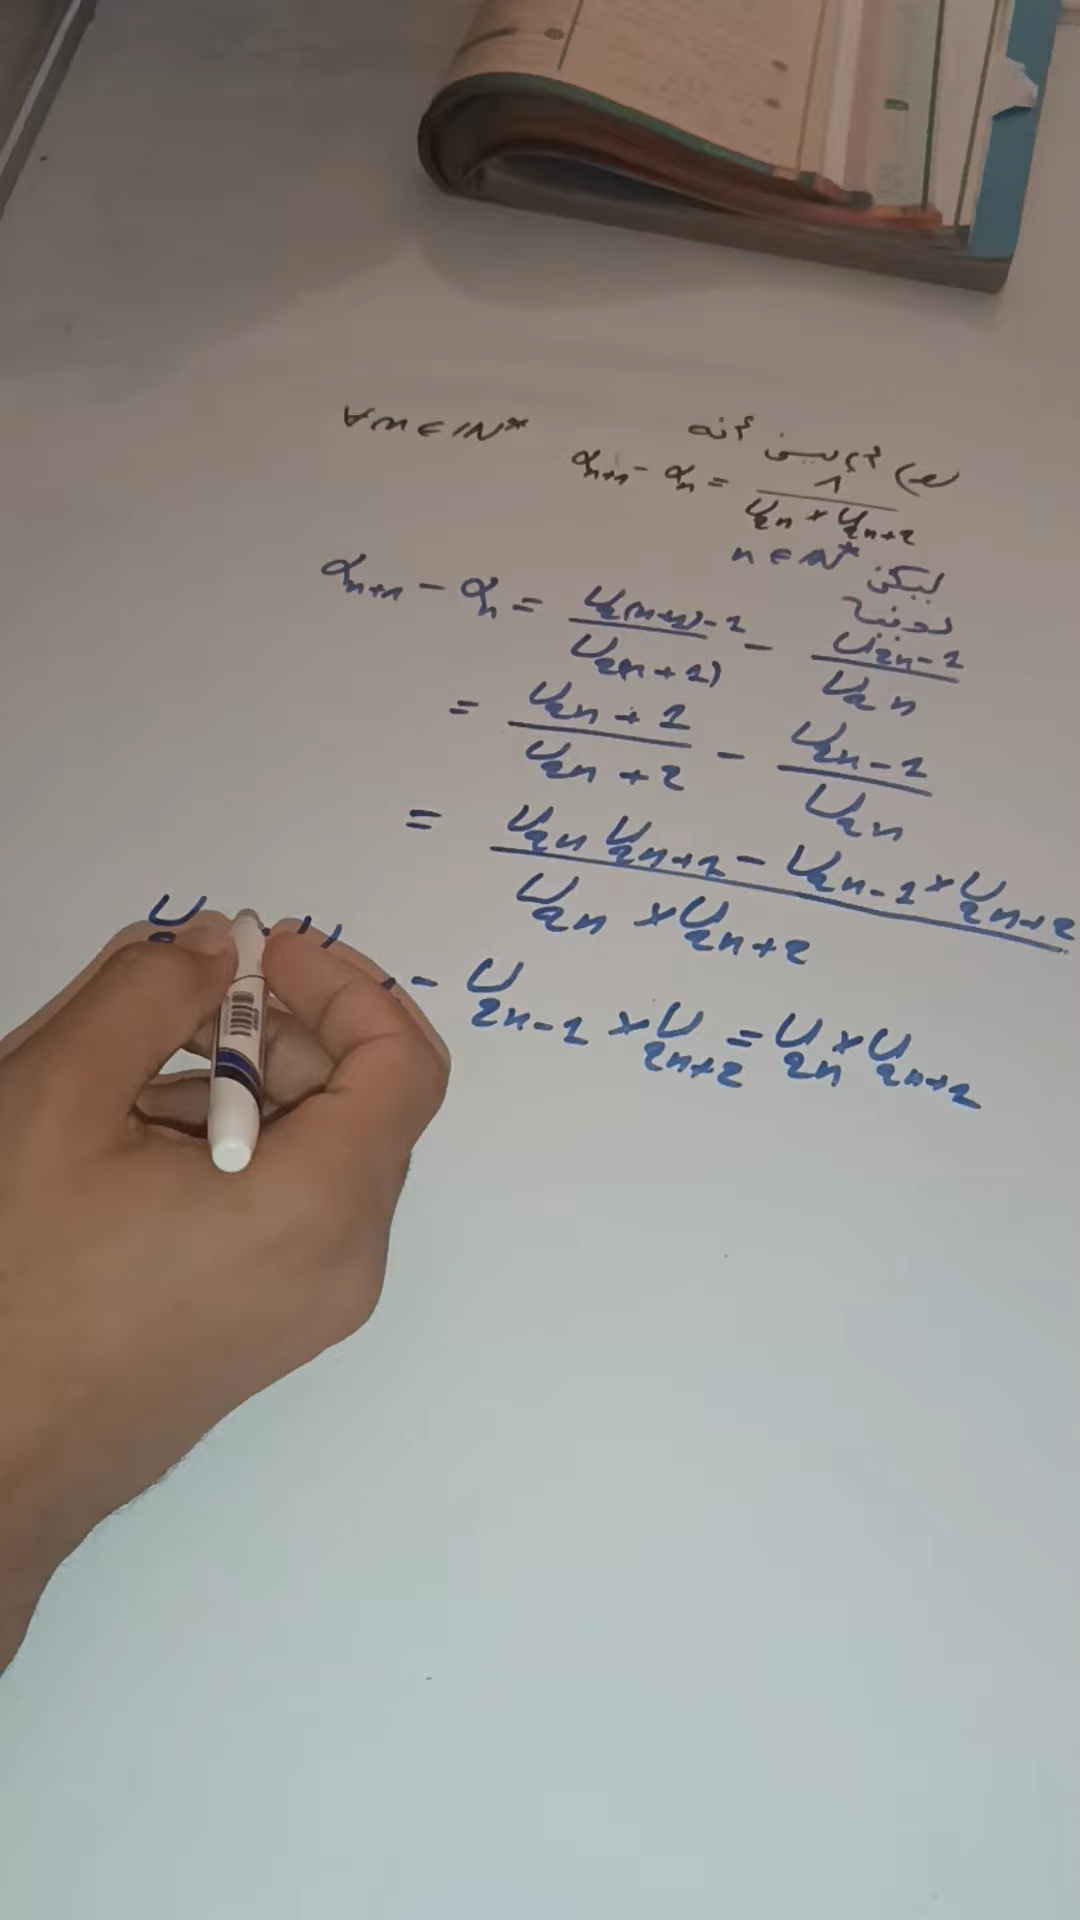 ب) بين أنه ∀n ∈ ℕ*
α_{n+1} - α_n = 1 / (U_{2n} × U_{2n+2})
ليكن n ∈ ℕ*
لدينا
α_{n+1} - α_n = U_{2(n+1)-1} / U_{2(n+1)} - U_{2n-1} / U_{2n}
= U_{2n+1} / U_{2n+2} - U_{2n-1} / U_{2n}
= (U_{2n} U_{2n+2} - U_{2n-1} × U_{2n+2}) / (U_{2n} × U_{2n+2})
U - U_{2n-1} × U_{2n+2} = U_{2n} × U_{2n+2}